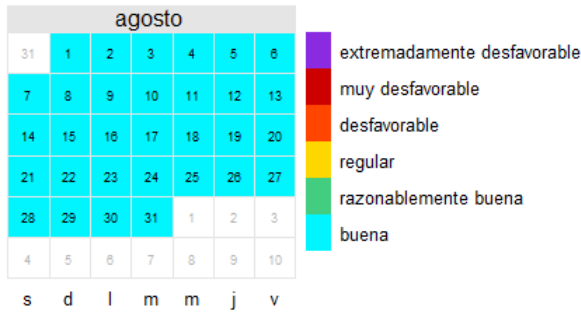 agosto
31 1 2 3 4 5 6
7 8 9 10 11 12 13
14 15 16 17 18 19 20
21 22 23 24 25 26 27
28 29 30 31 1 2 3
4 5 6 7 8 9 10
s d l m m j v
extremadamente desfavorable
muy desfavorable
desfavorable
regular
razonablemente buena
buena